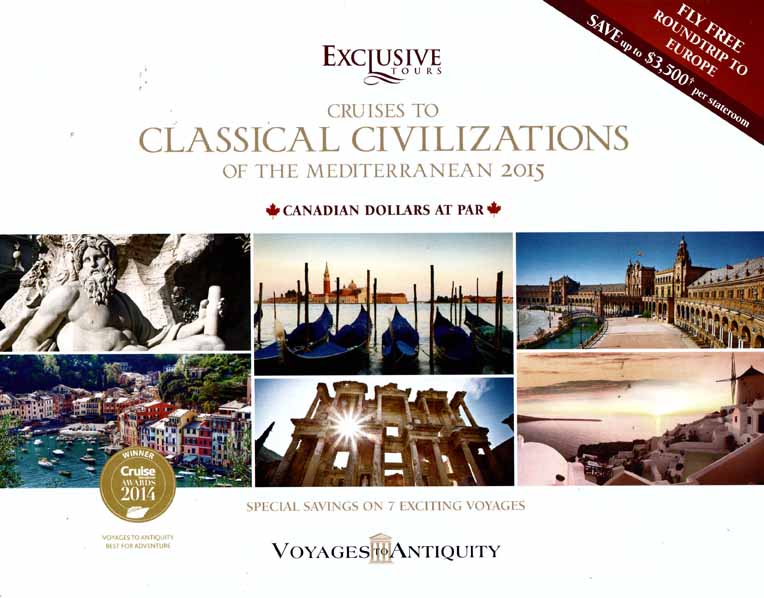 EXCLUSIVE
TOURS
FLY FREE
ROUNDTRIP TO
EUROPE
SAVE up to $3,500† per stateroom
CRUISES TO
CLASSICAL CIVILIZATIONS
OF THE MEDITERRANEAN 2015
CANADIAN DOLLARS AT PAR
WINNER
Cruise
AWARDS
2014
VOYAGES TO ANTIQUITY
BEST FOR ADVENTURE
SPECIAL SAVINGS ON 7 EXCITING VOYAGES
VOYAGES TO ANTIQUITY